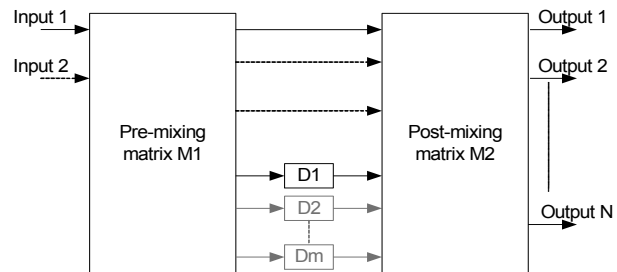 Input 1
Input 2
Pre-mixing
matrix M1
D1
D2
Dm
Post-mixing
matrix M2
Output 1
Output 2
Output N